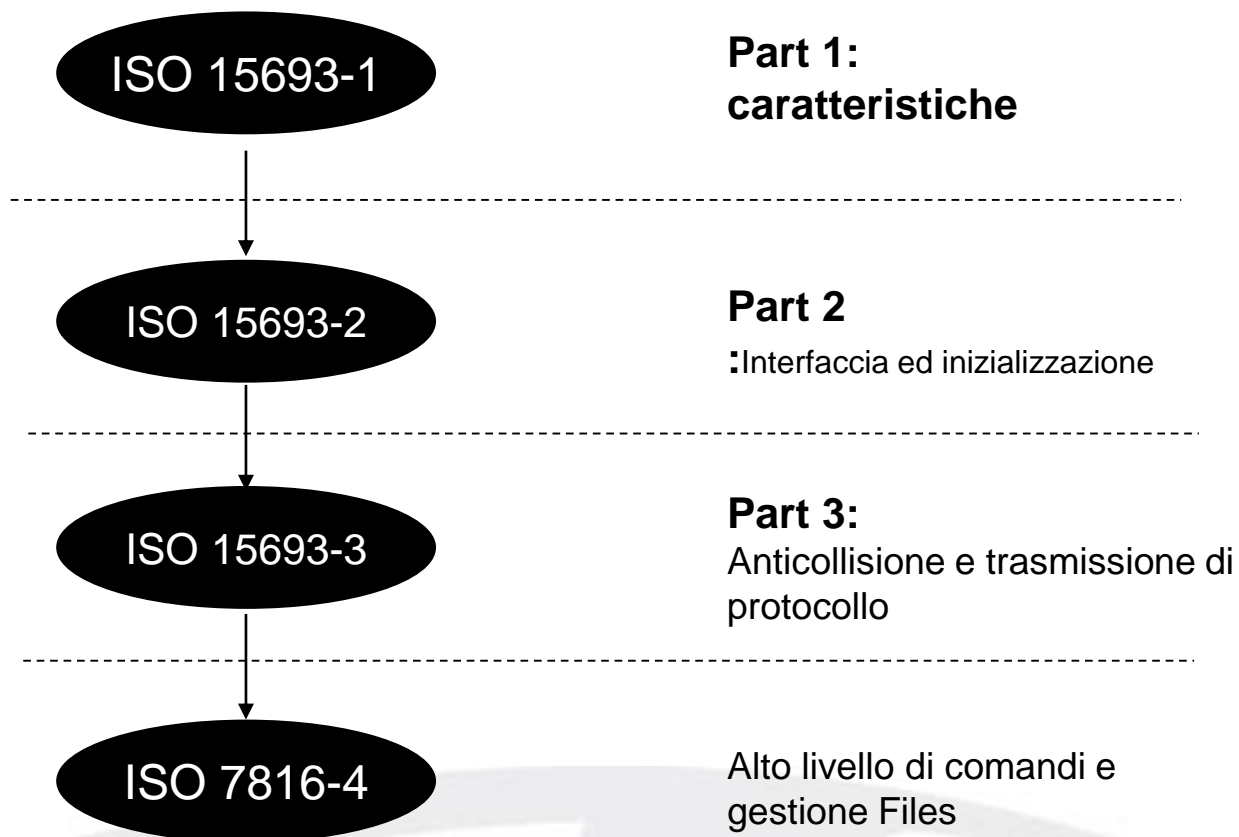 ISO 15693-1
Part 1:
caratteristiche
ISO 15693-2
Part 2
:Interfaccia ed inizializzazione
ISO 15693-3
Part 3:
Anticollisione e trasmissione di
protocollo
ISO 7816-4
Alto livello di comandi e
gestione Files